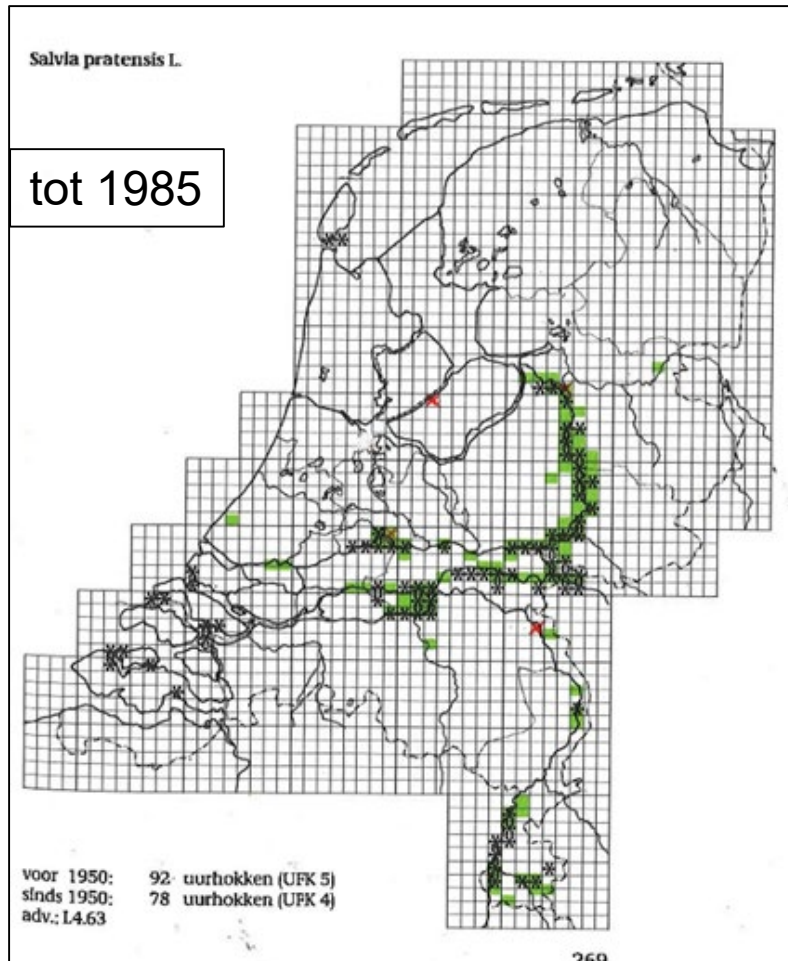 Salvia pratensis L.
tot 1985
voor 1950: 92 uurhokken (UFK 5)
sinds 1950: 78 uurhokken (UFK 4)
adv.: L4.63
269